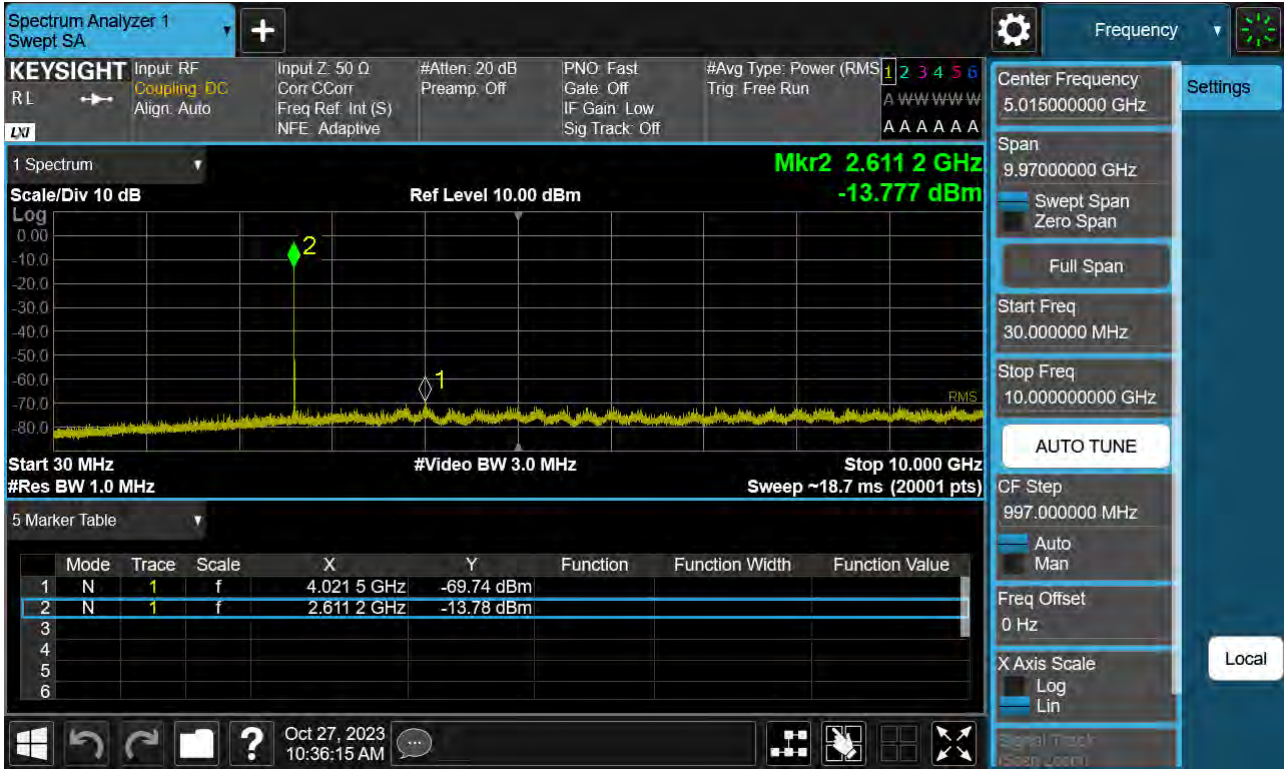 Spectrum Analyzer 1
Swept SA
+
Frequency
KEYSIGHT
RL
LXI
Input: RF
Coupling: DC
Align: Auto
Input Z: 50 Ω
Corr CCorr
Freq Ref: Int (S)
NFE: Adaptive
#Atten: 20 dB
Preamp: Off
PNO: Fast
Gate: Off
IF Gain: Low
Sig Track: Off
#Avg Type: Power (RMS
Trig: Free Run
1 2 3 4 5 6
A W W W W W
A A A A A A
1 Spectrum
Mkr2 2.611 2 GHz
-13.777 dBm
Scale/Div 10 dB
Ref Level 10.00 dBm
Log
0.00
-10.0
-20.0
-30.0
-40.0
-50.0
-60.0
-70.0
-80.0
2
1
RMS
Start 30 MHz
#Video BW 3.0 MHz
Stop 10.000 GHz
#Res BW 1.0 MHz
Sweep ~18.7 ms (20001 pts)
5 Marker Table
Mode Trace Scale X Y Function Function Width Function Value
1 N 1 f 4.021 5 GHz -69.74 dBm
2 N 1 f 2.611 2 GHz -13.78 dBm
3
4
5
6
Center Frequency
5.015000000 GHz
Span
9.97000000 GHz
Swept Span
Zero Span
Full Span
Start Freq
30.000000 MHz
Stop Freq
10.000000000 GHz
AUTO TUNE
CF Step
997.000000 MHz
Auto
Man
Freq Offset
0 Hz
X Axis Scale
Log
Lin
Signal Track
(Span Zoom)
Settings
Local
?
Oct 27, 2023
10:36:15 AM